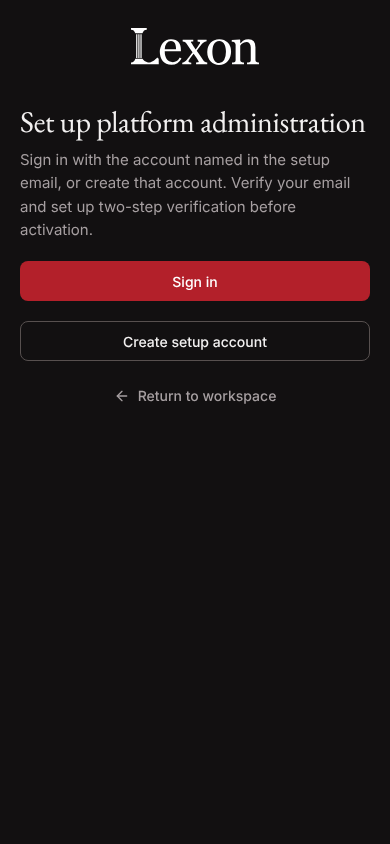 Lexon
Set up platform administration
Sign in with the account named in the setup
email, or create that account. Verify your email
and set up two-step verification before
activation.
Sign in
Create setup account
Return to workspace